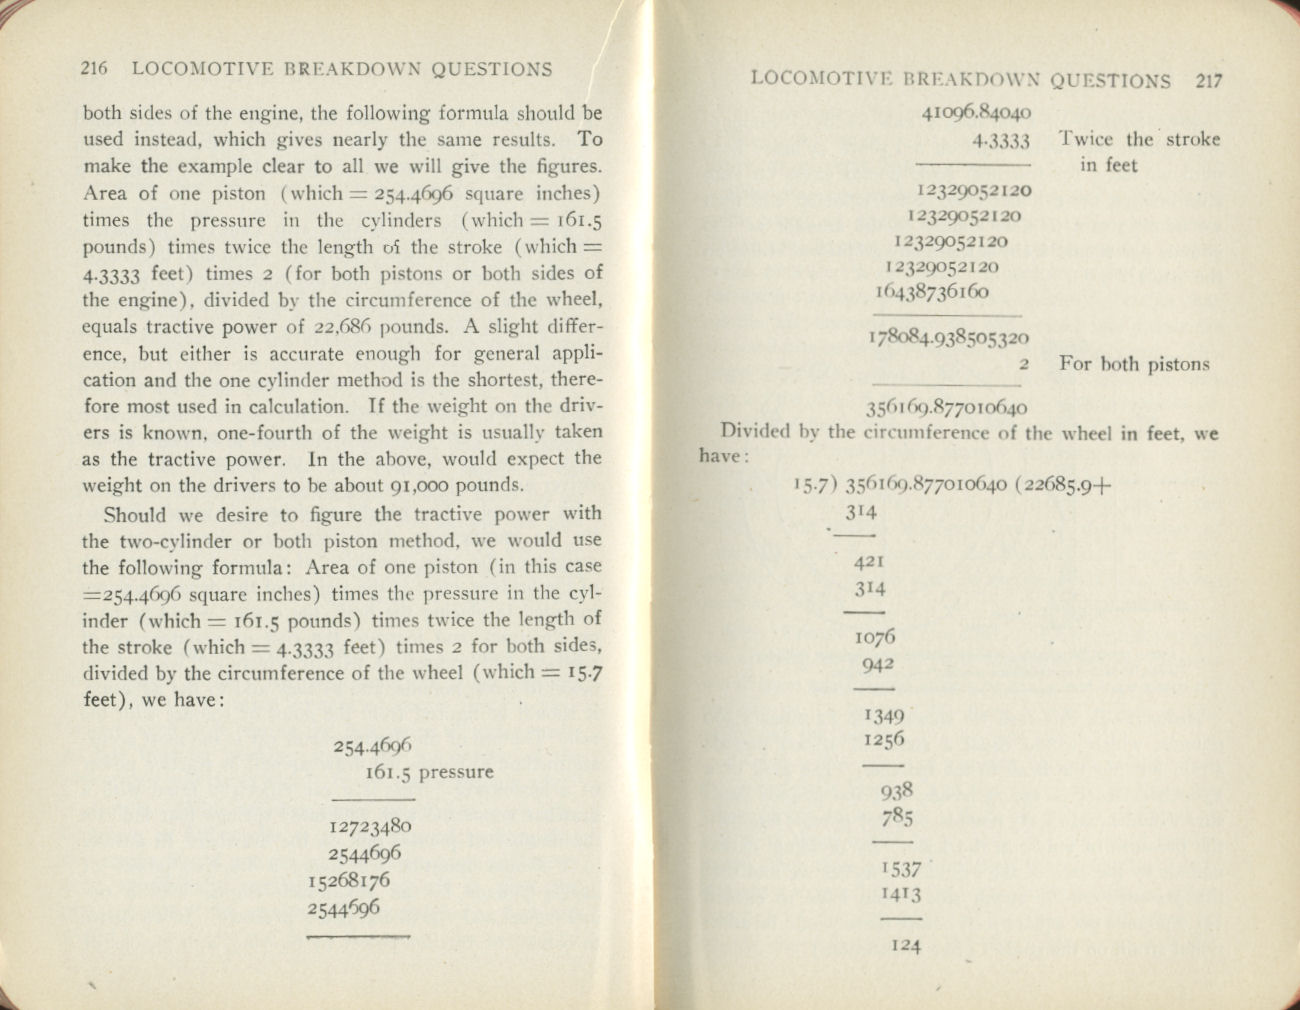 216 LOCOMOTIVE BREAKDOWN QUESTIONS
both sides of the engine, the following formula should be
used instead, which gives nearly the same results. To
make the example clear to all we will give the figures.
Area of one piston (which = 254.4696 square inches)
times the pressure in the cylinders (which = 161.5
pounds) times twice the length of the stroke (which =
4.3333 feet) times 2 (for both pistons or both sides of
the engine), divided by the circumference of the wheel,
equals tractive power of 22,686 pounds. A slight differ-
ence, but either is accurate enough for general appli-
cation and the one cylinder method is the shortest, there-
fore most used in calculation. If the weight on the driv-
ers is known, one-fourth of the weight is usually taken
as the tractive power. In the above, would expect the
weight on the drivers to be about 91,000 pounds.
Should we desire to figure the tractive power with
the two-cylinder or both piston method, we would use
the following formula: Area of one piston (in this case
=254.4696 square inches) times the pressure in the cyl-
inder (which = 161.5 pounds) times twice the length of
the stroke (which = 4.3333 feet) times 2 for both sides,
divided by the circumference of the wheel (which = 15.7
feet), we have:
254.4696
161.5 pressure
12723480
2544696
15268176
2544696
LOCOMOTIVE BREAKDOWN QUESTIONS 217
41096.84040
4.3333 Twice the stroke
in feet
12329052120
12329052120
12329052120
12329052120
16438736160
178084.938505320
2 For both pistons
356169.877010640
Divided by the circumference of the wheel in feet, we
have:
15.7) 356169.877010640 (22685.9+
314
421
314
1076
942
1349
1256
938
785
1537
1413
124